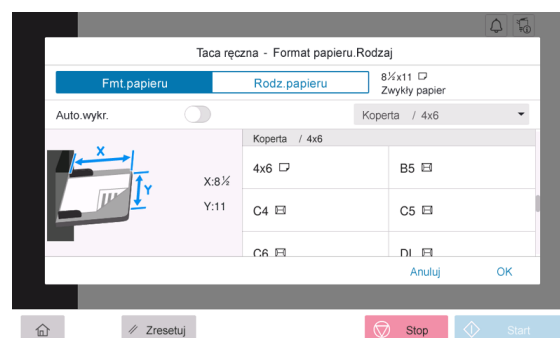 Taca ręczna - Format papieru.Rodzaj
Fmt.papieru
Rodz.papieru
8½x11
Zwykły papier
Auto.wykr.
Koperta / 4x6
Koperta / 4x6
X
Y
X:8½
Y:11
4x6
B5
C4
C5
C6
DL
Anuluj
OK
Zresetuj
Stop
Start